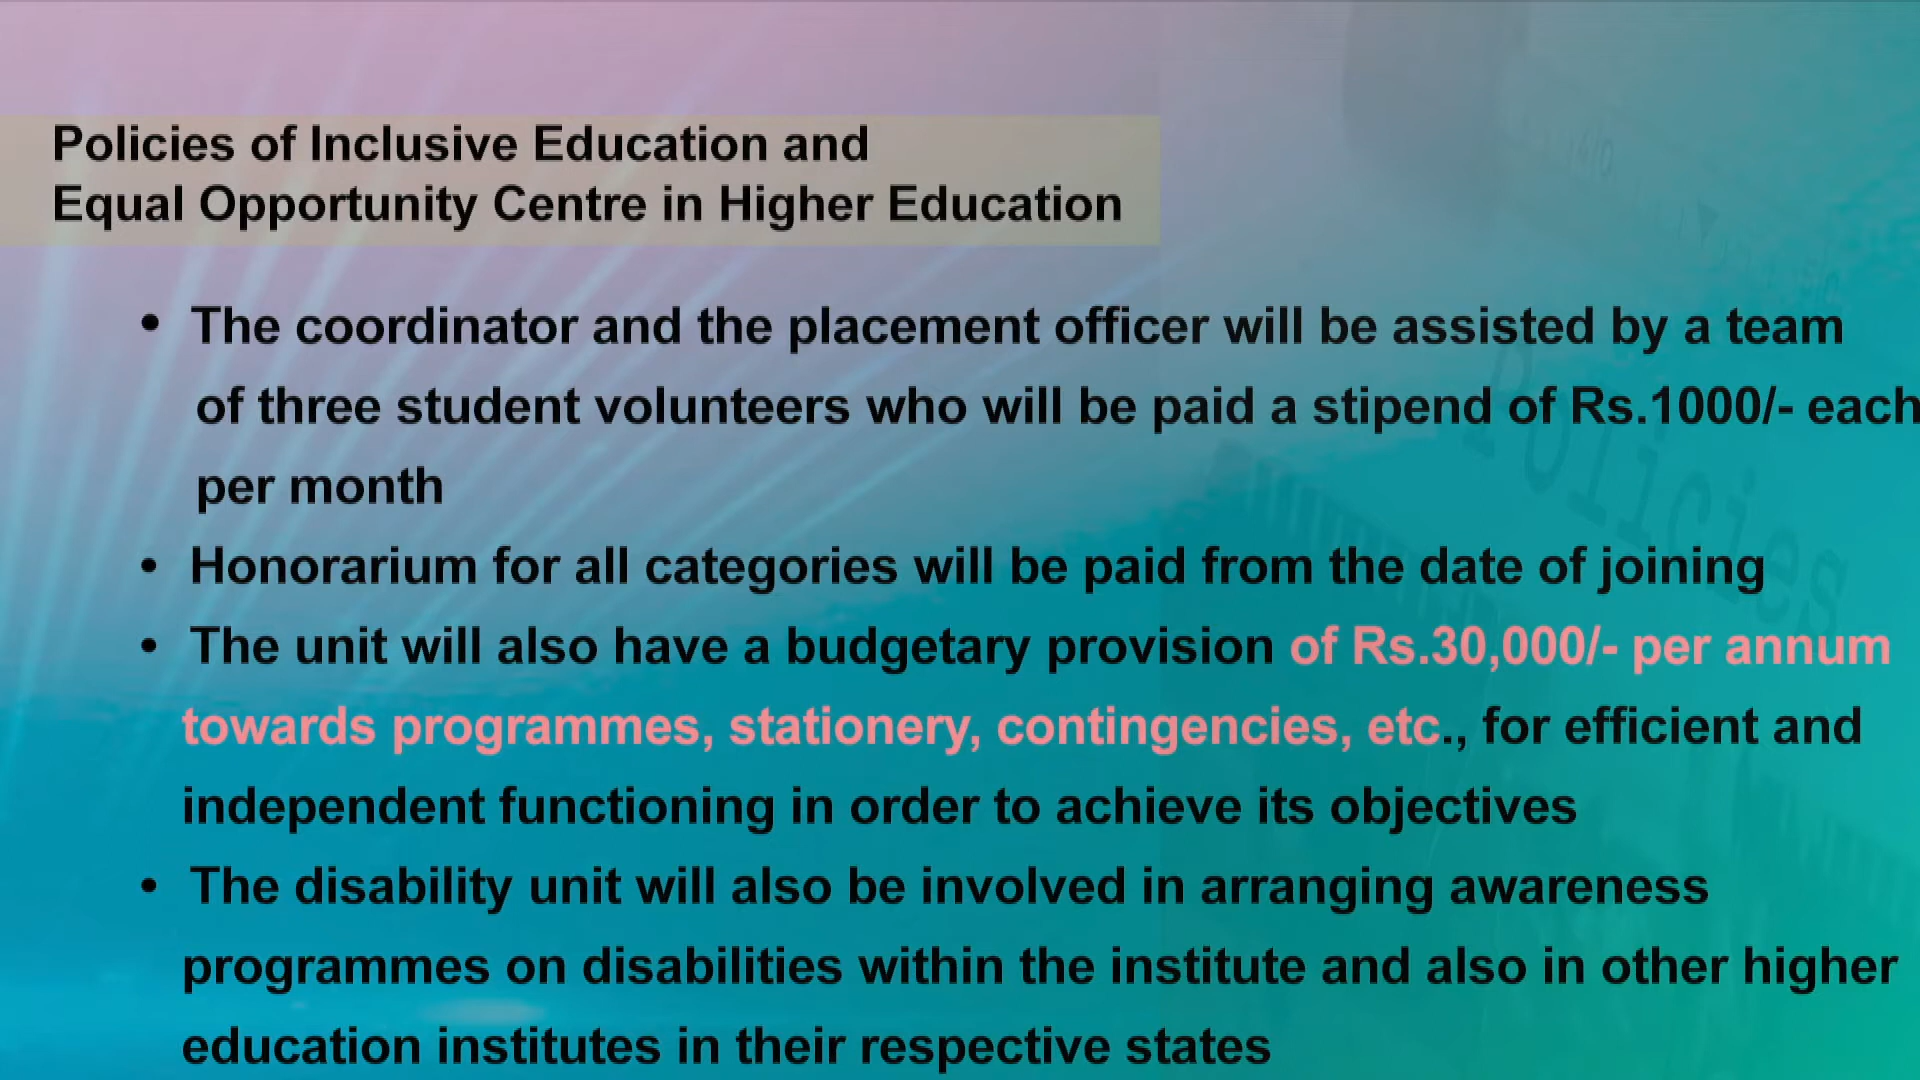 Policies of Inclusive Education and
Equal Opportunity Centre in Higher Education
• The coordinator and the placement officer will be assisted by a team
of three student volunteers who will be paid a stipend of Rs.1000/- each
per month
• Honorarium for all categories will be paid from the date of joining
• The unit will also have a budgetary provision of Rs.30,000/- per annum
towards programmes, stationery, contingencies, etc., for efficient and
independent functioning in order to achieve its objectives
• The disability unit will also be involved in arranging awareness
programmes on disabilities within the institute and also in other higher
education institutes in their respective states
Policies